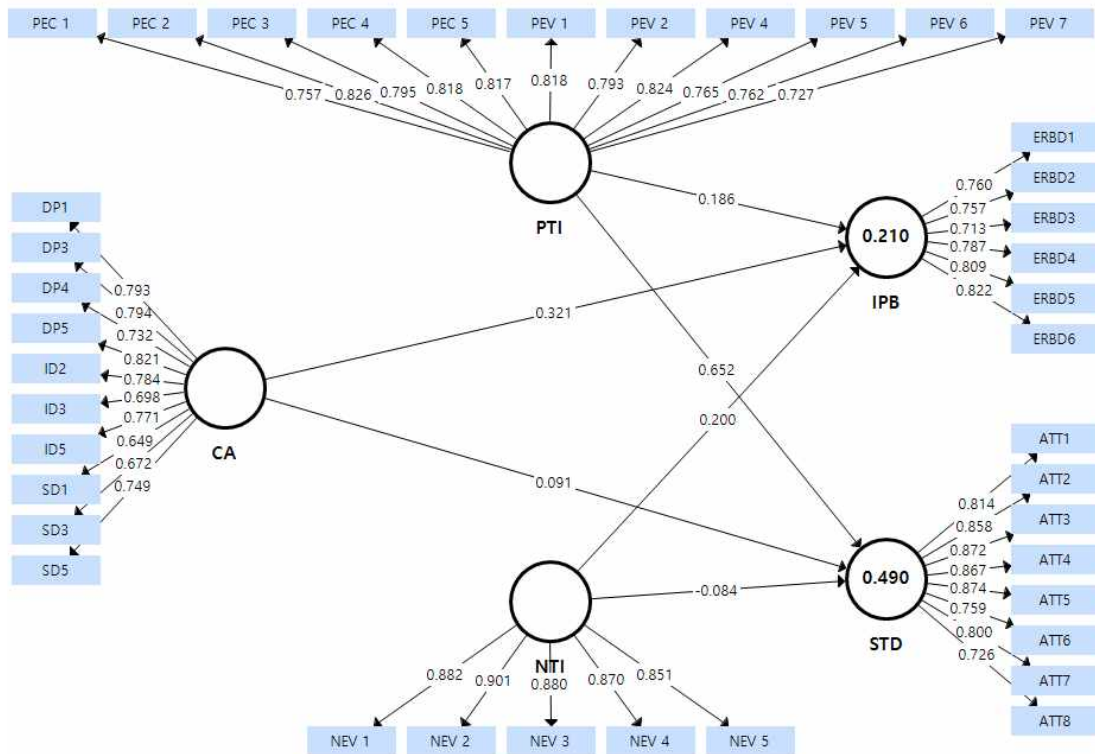 PEC 1 PEC 2 PEC 3 PEC 4 PEC 5 PEV 1 PEV 2 PEV 4 PEV 5 PEV 6 PEV 7
0.757 0.826 0.795 0.818 0.817 0.818 0.793 0.824 0.765 0.762 0.727
PTI
DP1
DP3
DP4
DP5
ID2
ID3
ID5
SD1
SD3
SD5
0.793
0.794
0.732
0.821
0.784
0.698
0.771
0.649
0.672
0.749
CA
0.186
0.321
0.652
0.200
0.091
-0.084
0.210
IPB
0.760
0.757
0.713
0.787
0.809
0.822
ERBD1
ERBD2
ERBD3
ERBD4
ERBD5
ERBD6
0.490
STD
0.814
0.858
0.872
0.867
0.874
0.759
0.800
0.726
ATT1
ATT2
ATT3
ATT4
ATT5
ATT6
ATT7
ATT8
NTI
0.882 0.901 0.880 0.870 0.851
NEV 1 NEV 2 NEV 3 NEV 4 NEV 5